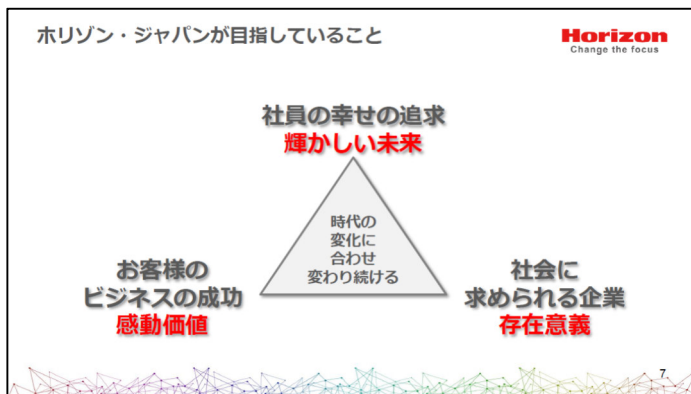 ホリゾン・ジャパンが目指していること
Horizon
Change the focus
社員の幸せの追求
輝かしい未来
時代の
変化に
合わせ
変わり続ける
お客様の
ビジネスの成功
感動価値
社会に
求められる企業
存在意義
7.